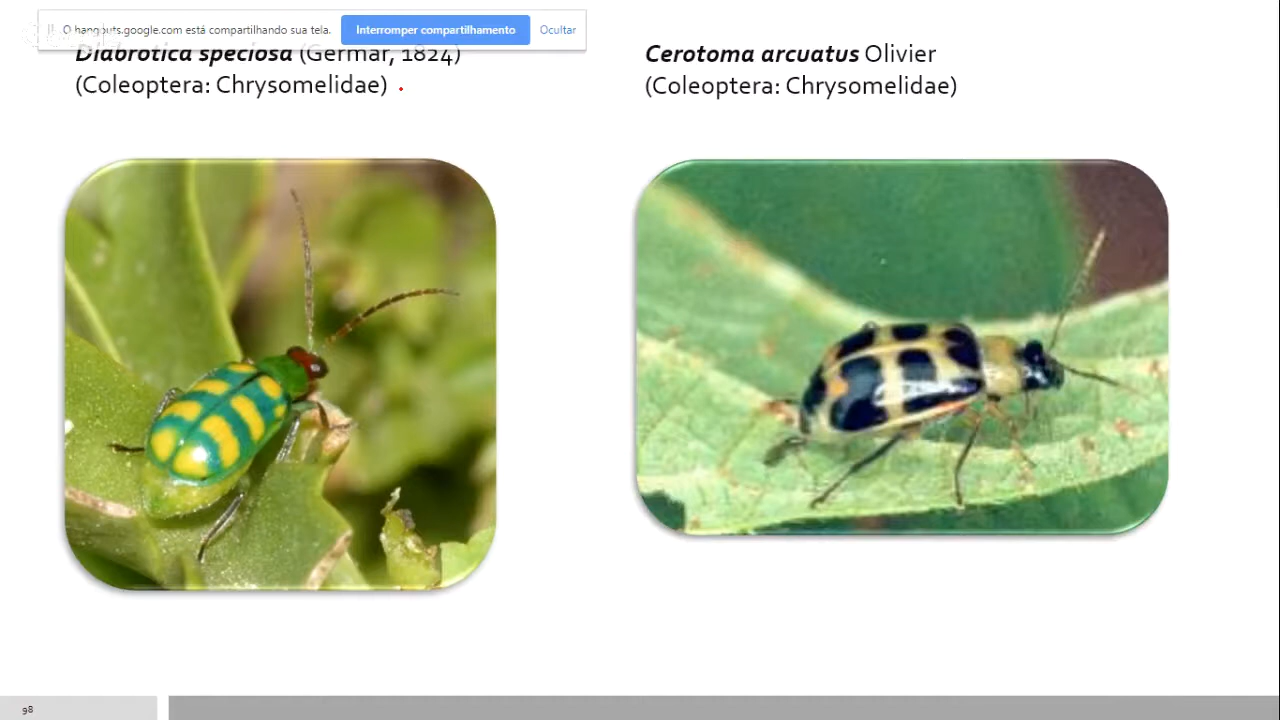 O hangouts.google.com está compartilhando sua tela.
Interromper compartilhamento
Ocultar
Diabrotica speciosa (Germar, 1824)
(Coleoptera: Chrysomelidae)
Cerotoma arcuatus Olivier
(Coleoptera: Chrysomelidae)
98